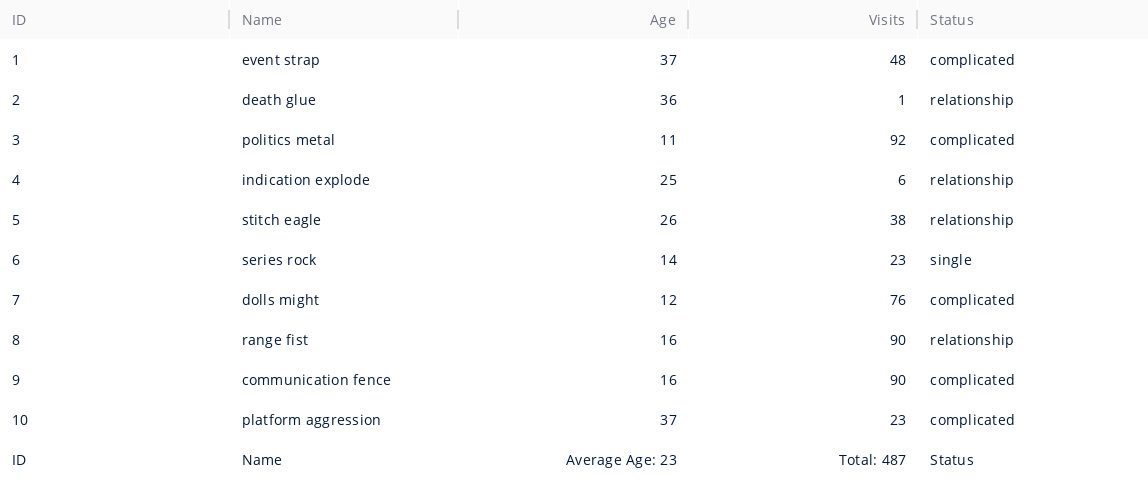 ID Name Age Visits Status
1 event strap 37 48 complicated
2 death glue 36 1 relationship
3 politics metal 11 92 complicated
4 indication explode 25 6 relationship
5 stitch eagle 26 38 relationship
6 series rock 14 23 single
7 dolls might 12 76 complicated
8 range fist 16 90 relationship
9 communication fence 16 90 complicated
10 platform aggression 37 23 complicated
ID Name Average Age: 23 Total: 487 Status